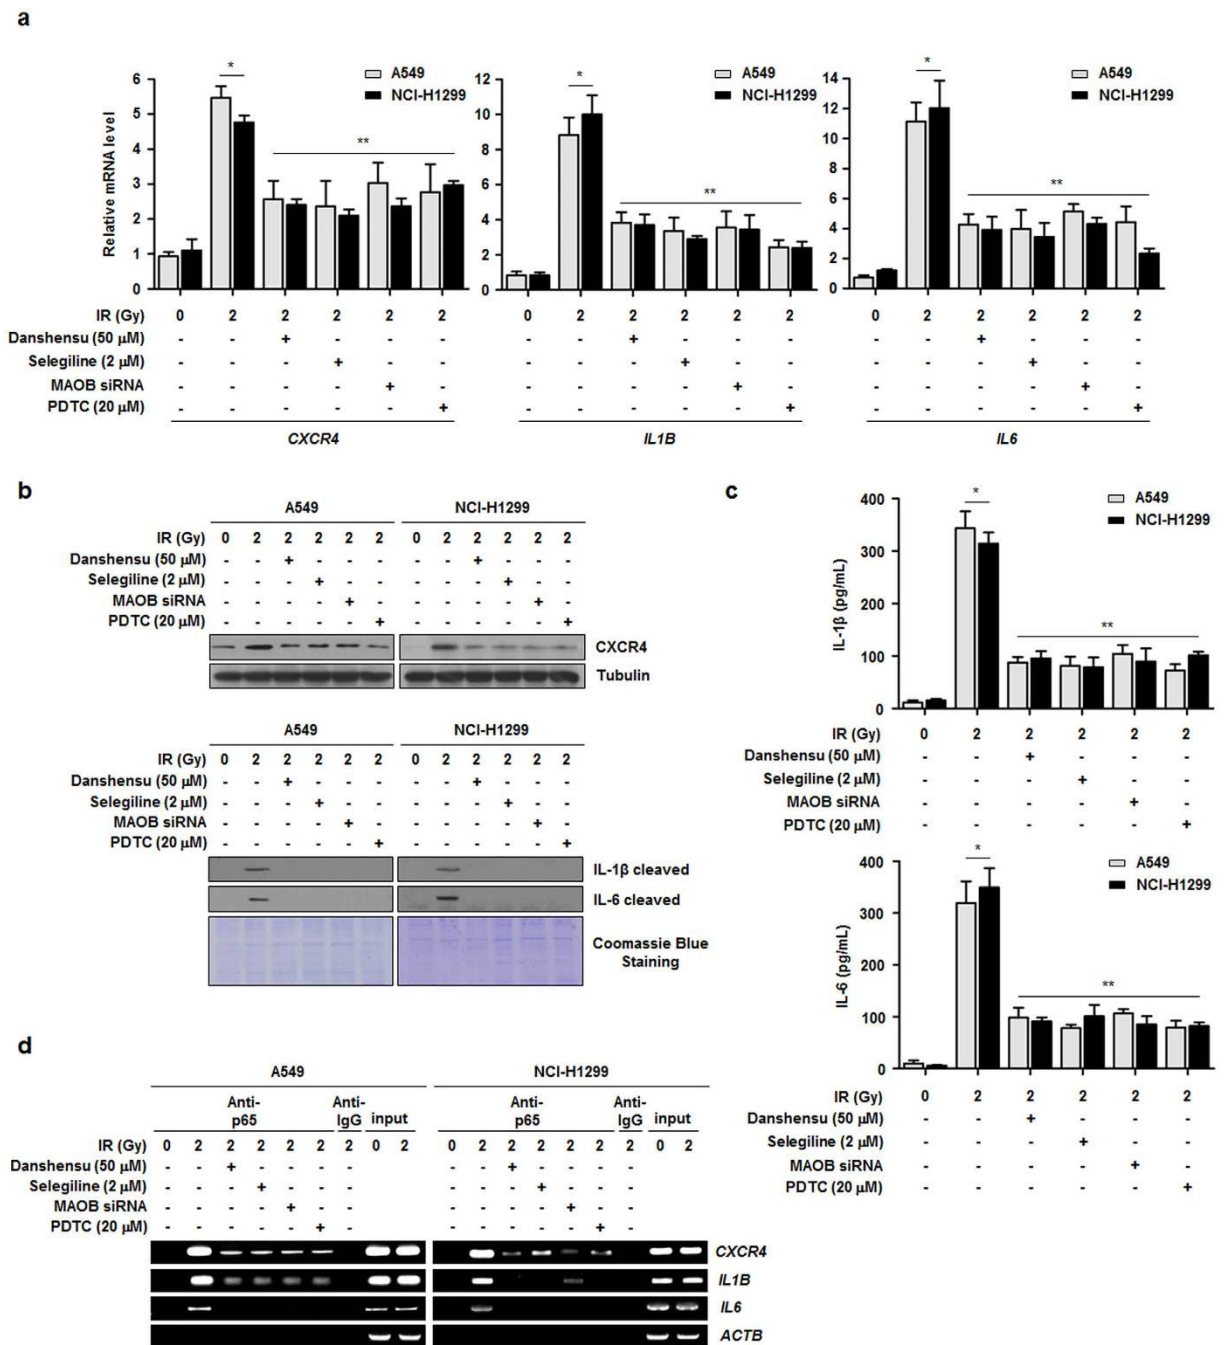 a
A549
NCI-H1299
A549
NCI-H1299
A549
NCI-H1299
* * *
** ** **
Relative mRNA level
6
5
4
3
2
1
0
12
10
8
6
4
2
0
14
12
10
8
6
4
2
0
IR (Gy) 0 2 2 2 2 2 0 2 2 2 2 2 0 2 2 2 2 2
Danshensu (50 μM) - - + - - - - - + - - - - - + - - -
Selegiline (2 μM) - - - + - - - - - + - - - - - + - -
MAOB siRNA - - - - + - - - - - + - - - - - + -
PDTC (20 μM) - - - - - + - - - - - + - - - - - +
CXCR4 IL1B IL6
b
A549 NCI-H1299
IR (Gy) 0 2 2 2 2 2 0 2 2 2 2 2
Danshensu (50 μM) - - + - - - - - + - - -
Selegiline (2 μM) - - - + - - - - - + - -
MAOB siRNA - - - - + - - - - - + -
PDTC (20 μM) - - - - - + - - - - - +
CXCR4
Tubulin
A549 NCI-H1299
IR (Gy) 0 2 2 2 2 2 0 2 2 2 2 2
Danshensu (50 μM) - - + - - - - - + - - -
Selegiline (2 μM) - - - + - - - - - + - -
MAOB siRNA - - - - + - - - - - + -
PDTC (20 μM) - - - - - + - - - - - +
IL-1β cleaved
IL-6 cleaved
Coomassie Blue
Staining
c
A549
NCI-H1299
*
**
IL-1β (pg/mL)
400
300
200
100
0
IR (Gy) 0 2 2 2 2 2
Danshensu (50 μM) - - + - - -
Selegiline (2 μM) - - - + - -
MAOB siRNA - - - - + -
PDTC (20 μM) - - - - - +
A549
NCI-H1299
*
**
IL-6 (pg/mL)
400
300
200
100
0
IR (Gy) 0 2 2 2 2 2
Danshensu (50 μM) - - + - - -
Selegiline (2 μM) - - - + - -
MAOB siRNA - - - - + -
PDTC (20 μM) - - - - - +
d
A549 NCI-H1299
Anti- Anti- Anti- Anti-
p65 IgG input p65 IgG input
IR (Gy) 0 2 2 2 2 2 2 0 2 0 2 2 2 2 2 2 0 2
Danshensu (50 μM) - - + - - - - - - - - + - - - - - -
Selegiline (2 μM) - - - + - - - - - - - - + - - - - -
MAOB siRNA - - - - + - - - - - - - - + - - - -
PDTC (20 μM) - - - - - + - - - - - - - - + - - -
CXCR4
IL1B
IL6
ACTB